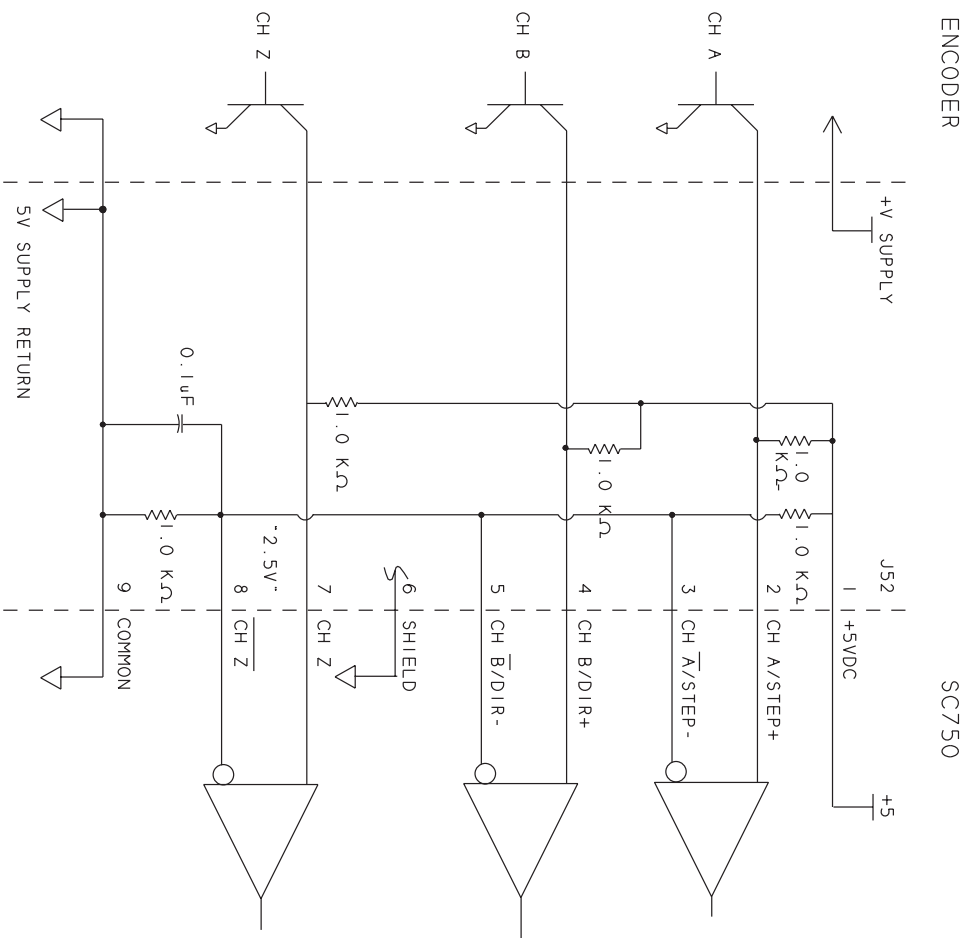 ENCODER
SC750
+V SUPPLY
J52
+5
1 +5VDC
1.0
KΩ
1.0 KΩ
2 CH A/STEP+
CH A
3 CH A̅/STEP-
1.0 KΩ
4 CH B/DIR+
CH B
5 CH B̅/DIR-
6 SHIELD
1.0 KΩ
7 CH Z
"2.5V"
CH Z
8 C̅H̅ Z̅
0.1uF
1.0 KΩ
9 COMMON
5V SUPPLY RETURN